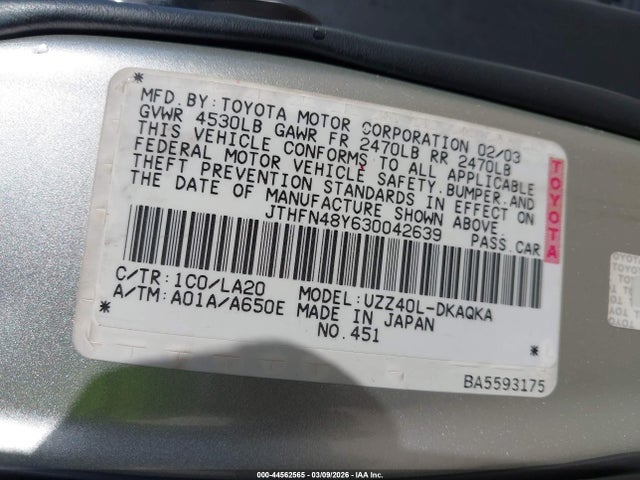 MFD.BY:TOYOTA MOTOR CORPORATION 02/03
GVWR 4530LB GAWR FR 2470LB RR 2470LB
THIS VEHICLE CONFORMS TO ALL APPLICABLE
FEDERAL MOTOR VEHICLE SAFETY,BUMPER,AND
THEFT PREVENTION STANDARDS IN EFFECT ON
THE DATE OF MANUFACTURE SHOWN ABOVE.
JTHFN48Y630042639 PASS.CAR
TOYOTA
C/TR:1C0/LA20 MODEL:UZZ40L-DKAQKA
A/TM:A01A/A650E MADE IN JAPAN
NO.451
BA5593175
000-44562565 - 03/09/2026 - IAA Inc.